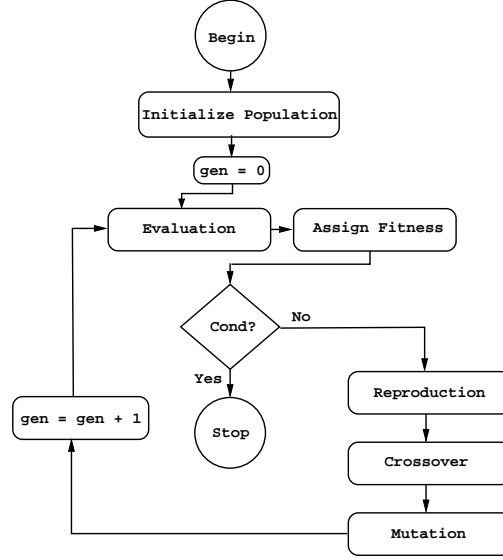 Begin
Initialize Population
gen = 0
Evaluation
Assign Fitness
Cond?
No
Yes
Reproduction
gen = gen + 1
Stop
Crossover
Mutation